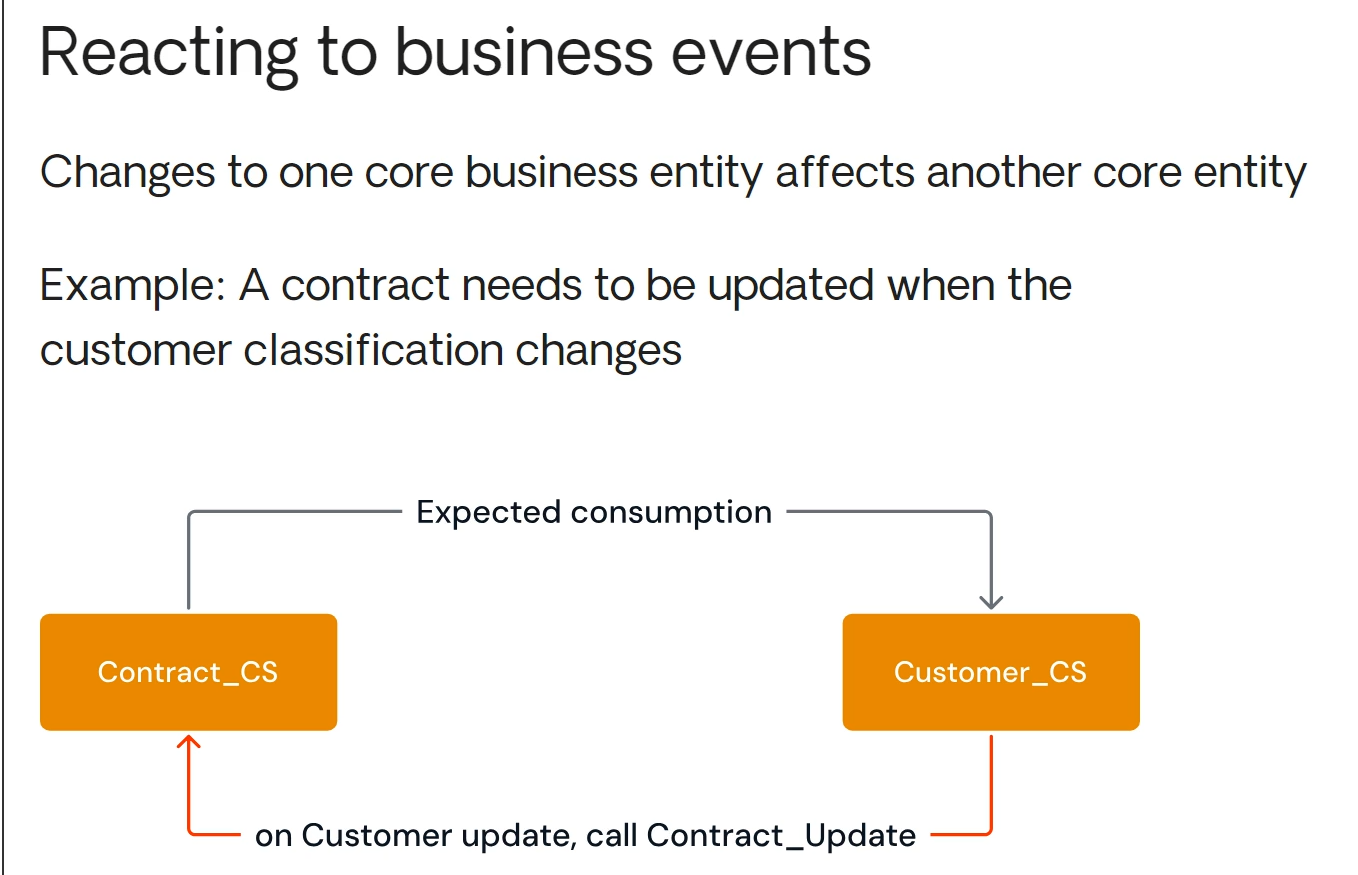 Reacting to business events
Changes to one core business entity affects another core entity
Example: A contract needs to be updated when the
customer classification changes
Expected consumption
Contract_CS
Customer_CS
on Customer update, call Contract_Update